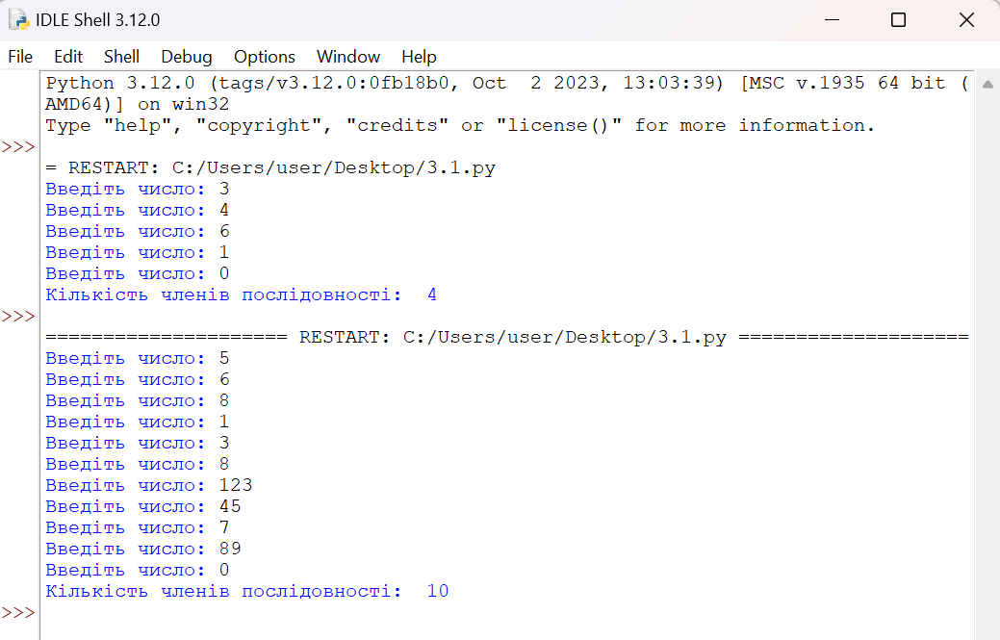 IDLE Shell 3.12.0
File Edit Shell Debug Options Window Help
Python 3.12.0 (tags/v3.12.0:0fb18b0, Oct  2 2023, 13:03:39) [MSC v.1935 64 bit (
AMD64)] on win32
Type "help", "copyright", "credits" or "license()" for more information.
>>>
= RESTART: C:/Users/user/Desktop/3.1.py
Введіть число: 3
Введіть число: 4
Введіть число: 6
Введіть число: 1
Введіть число: 0
Кількість членів послідовності:  4
>>>
===================== RESTART: C:/Users/user/Desktop/3.1.py ====================
Введіть число: 5
Введіть число: 6
Введіть число: 8
Введіть число: 1
Введіть число: 3
Введіть число: 8
Введіть число: 123
Введіть число: 45
Введіть число: 7
Введіть число: 89
Введіть число: 0
Кількість членів послідовності:  10
>>>